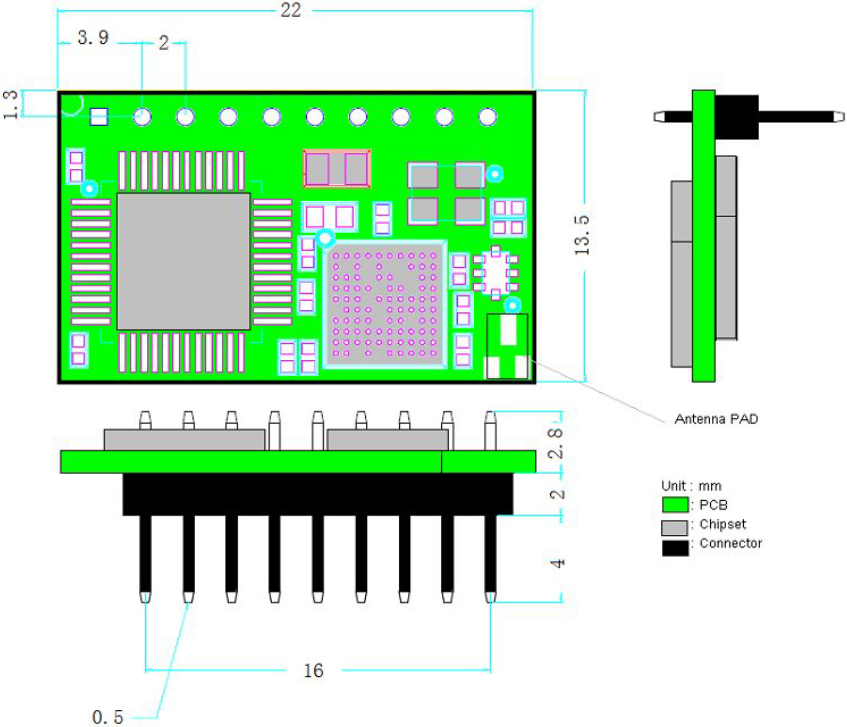 22
3.9
2
1.3
13.5
Antenna PAD
2.8
2
4
Unit : mm
: PCB
: Chipset
: Connector
16
0.5